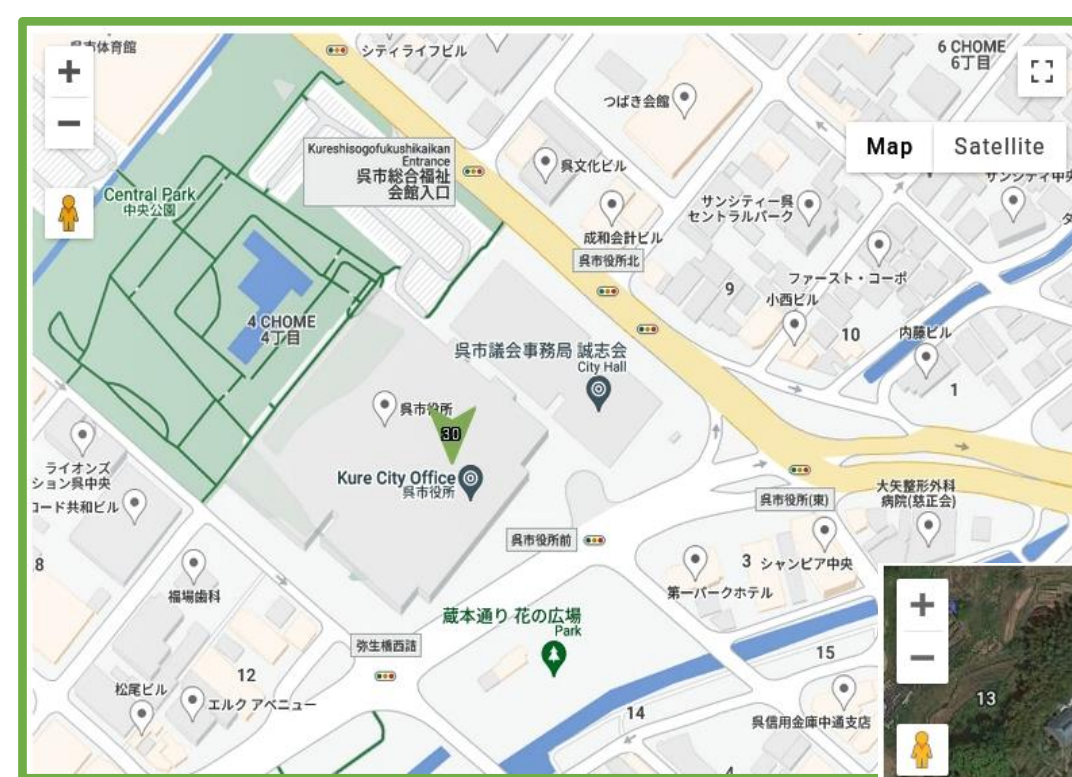 呉市体育館
シティライフビル
6 CHOME
6丁目
つばき会館
Map
Satellite
Kureshisogofukushikaikan
Entrance
呉市総合福祉
会館入口
呉文化ビル
サンシティ中央
Central Park
中央公園
サンシティー呉
セントラルパーク
成和会計ビル
呉市役所北
ファースト・コーポ
9
小西ビル
4 CHOME
4丁目
10
内藤ビル
呉市議会事務局 誠志会
City Hall
1
呉市役所
30
ライオンズ
ション呉中央
Kure City Office
呉市役所
コード共和ビル
呉市役所(東)
大矢整形外科
病院(慈正会)
呉市役所前
8
3
シャンピア中央
福場歯科
第一パークホテル
蔵本通り 花の広場
Park
弥生橋西詰
15
12
松尾ビル
エルク アベニュー
13
14
呉信用金庫中通支店
4